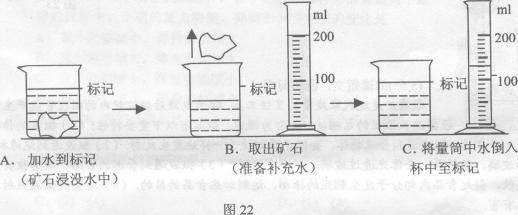 标记
A. 加水到标记
(矿石浸没水中)
ml
200
100
标记
B. 取出矿石
(准备补充水)
ml
200
100
标记
C. 将量筒中水倒入
杯中至标记
图 22